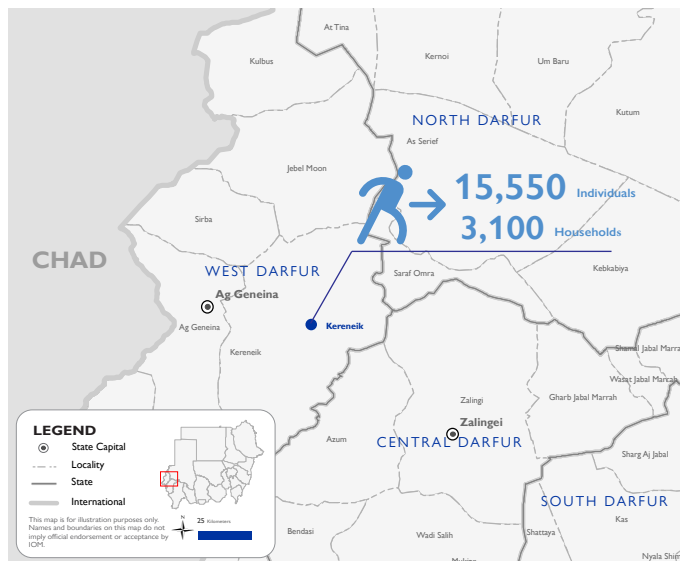 At Tina
Kulbus
Kernoi
Um Baru
Kutum
NORTH DARFUR
As Serief
Jebel Moon
15,550 Individuals
3,100 Households
Sirba
CHAD
WEST DARFUR
Saraf Omra
Kebkabiya
Ag Geneina
Ag Geneina
Kereneik
Kereneik
Shamal Jabal Marrah
Wasat Jabal Marrah
Gharb Jabal Marrah
Zalingi
Zalingei
Azum
CENTRAL DARFUR
Sharg Aj Jabal
SOUTH DARFUR
Kas
Bendasi
Wadi Salih
Shattaya
LEGEND
State Capital
Locality
State
International
This map is for illustration purposes only.
Names and boundaries on this map do not
imply official endorsement or acceptance by
IOM.
N
25 Kilometers